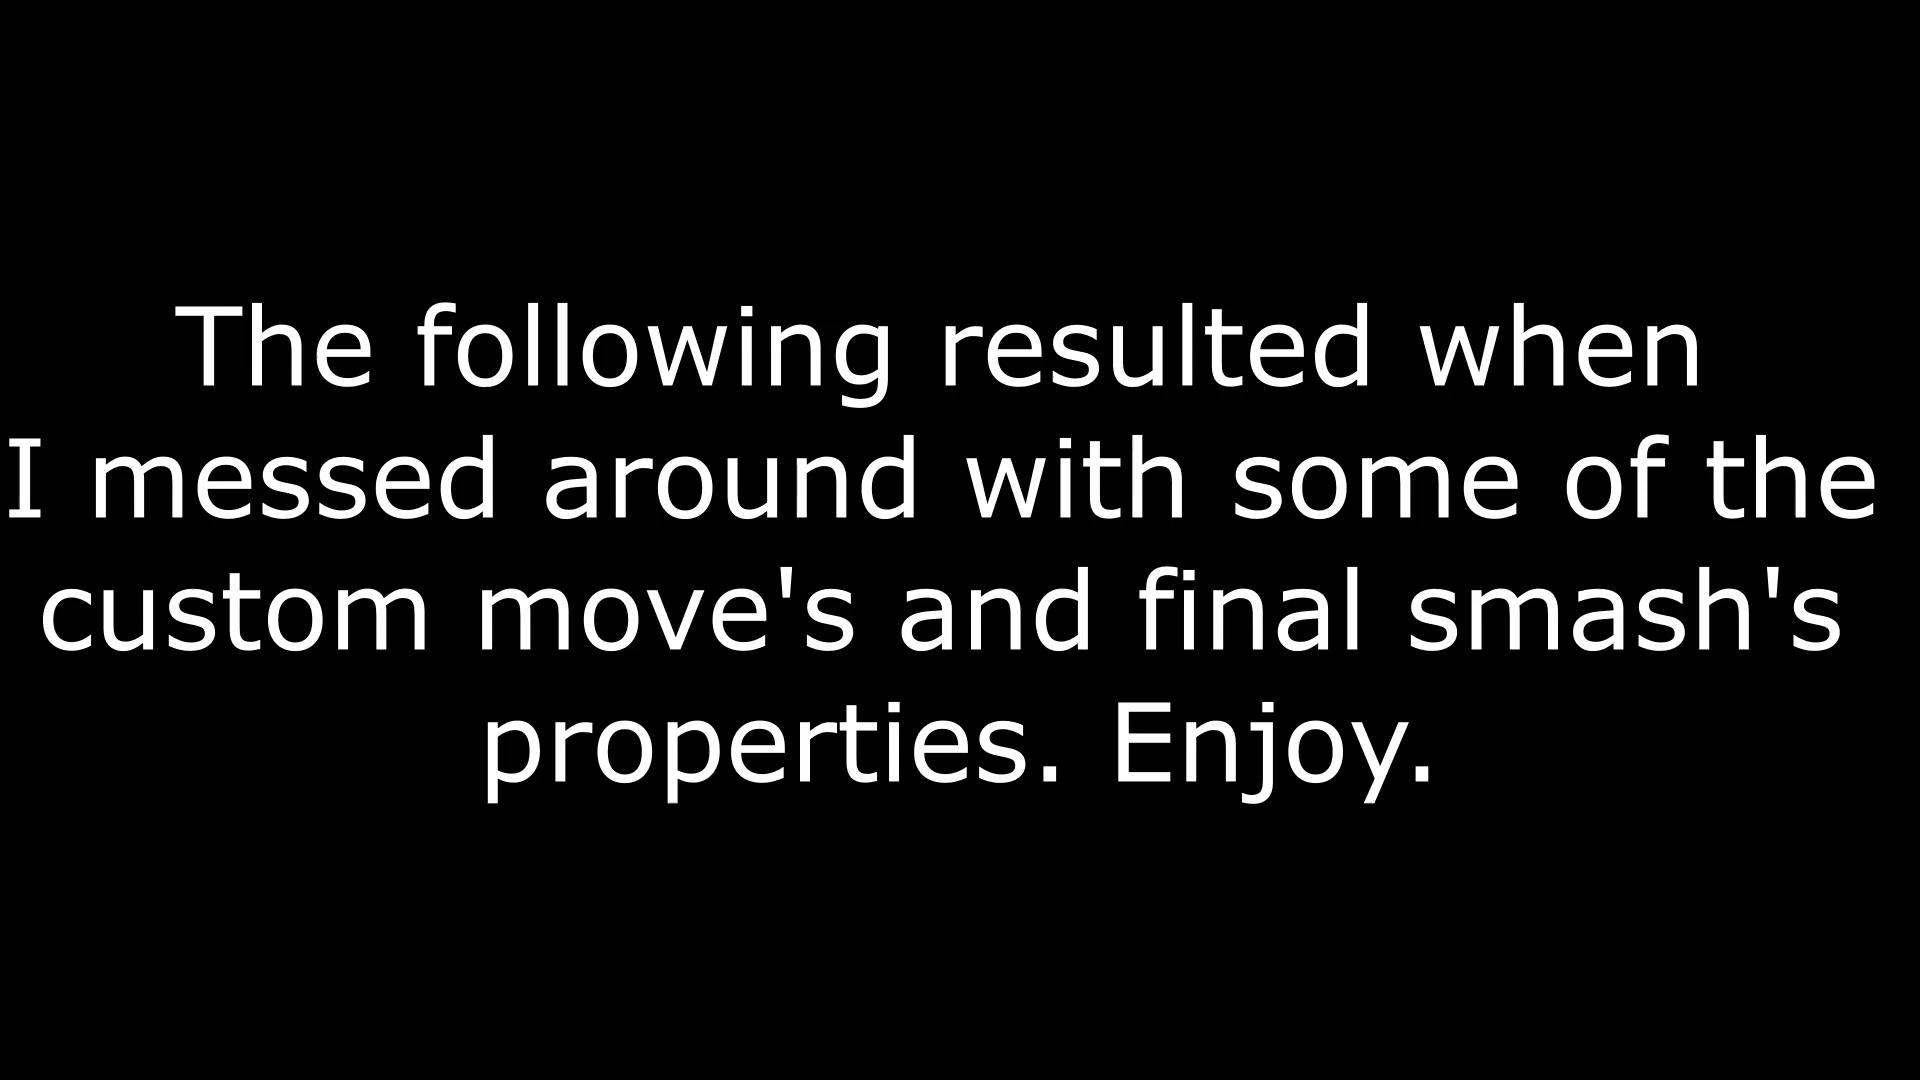 The following resulted when
I messed around with some of the
custom move's and final smash's
properties. Enjoy.